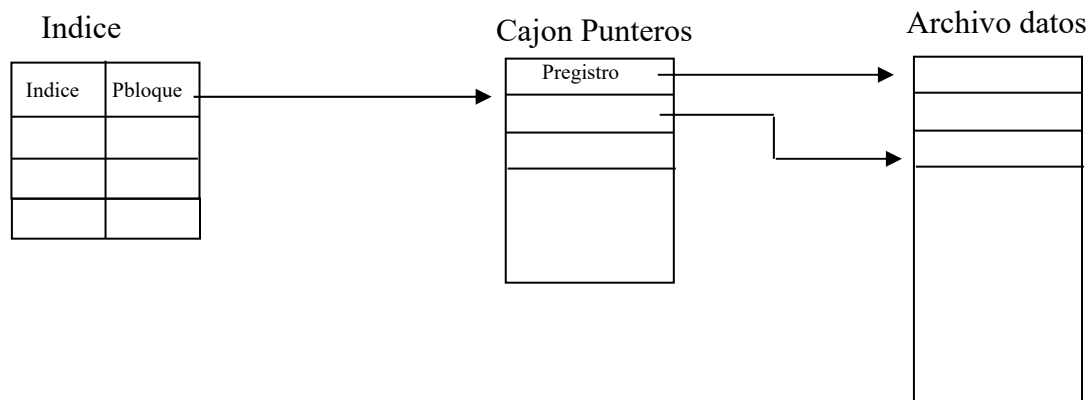 Indice
Cajon Punteros
Archivo datos
Indice
Pbloque
Pregistro